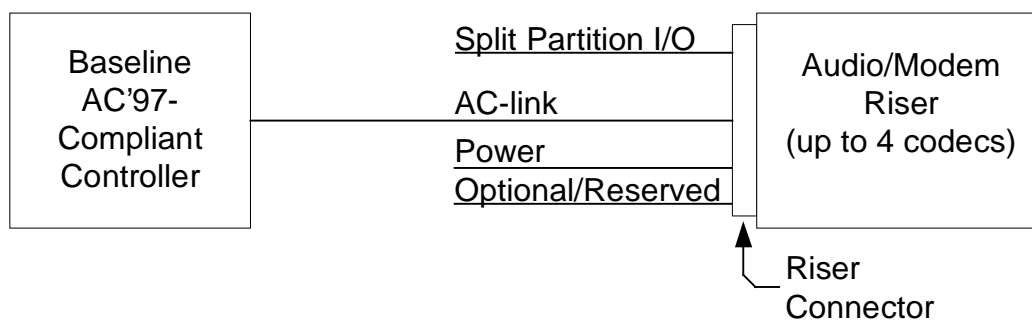 Baseline
AC'97-
Compliant
Controller
Split Partition I/O
AC-link
Power
Optional/Reserved
Audio/Modem
Riser
(up to 4 codecs)
Riser
Connector